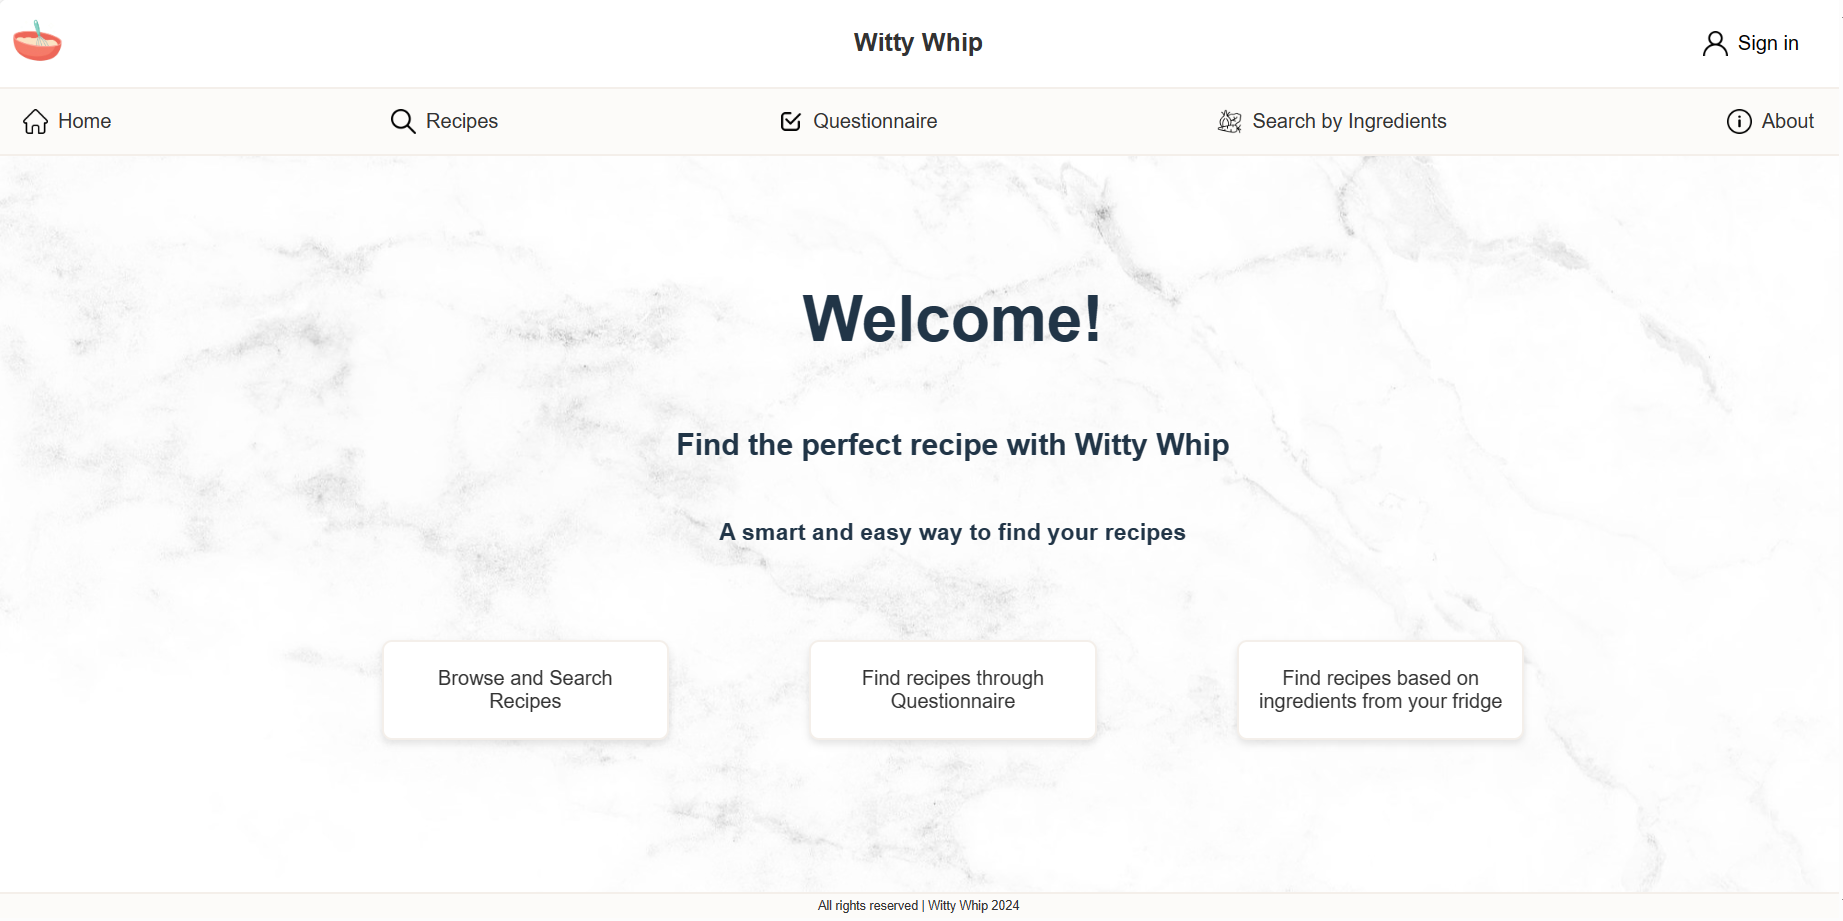 Witty Whip
Sign in
Home
Recipes
Questionnaire
Search by Ingredients
About
Welcome!
Find the perfect recipe with Witty Whip
A smart and easy way to find your recipes
Browse and Search
Recipes
Find recipes through
Questionnaire
Find recipes based on
ingredients from your fridge
All rights reserved | Witty Whip 2024